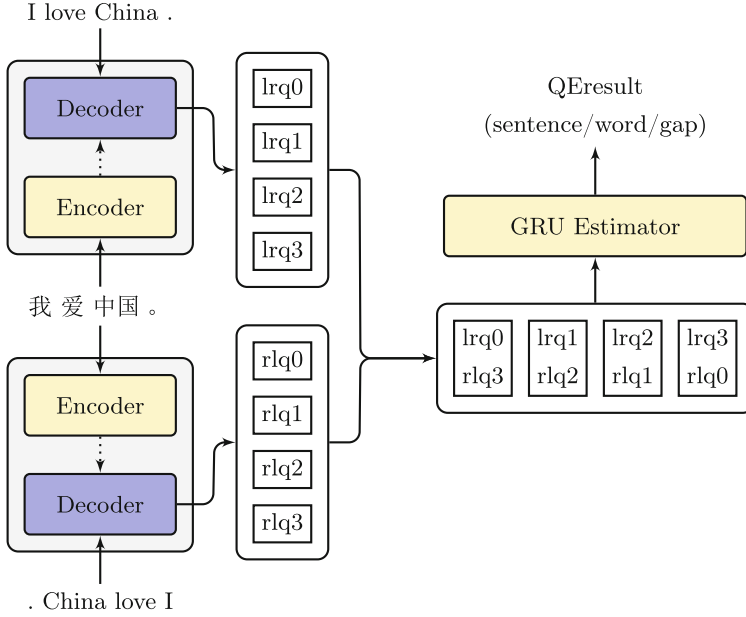 I love China .
Decoder
Encoder
我 爱 中国 。
Encoder
Decoder
. China love I
lrq0
lrq1
lrq2
lrq3
rlq0
rlq1
rlq2
rlq3
QEresult
(sentence/word/gap)
GRU Estimator
lrq0 lrq1 lrq2 lrq3
rlq3 rlq2 rlq1 rlq0